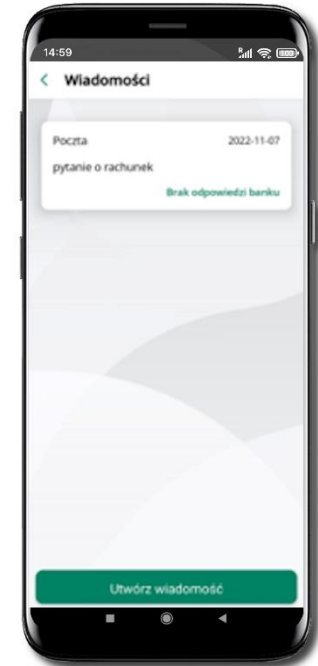 14:59
Wiadomości
Poczta 2022-11-07
pytanie o rachunek
Brak odpowiedzi banku
Utwórz wiadomość